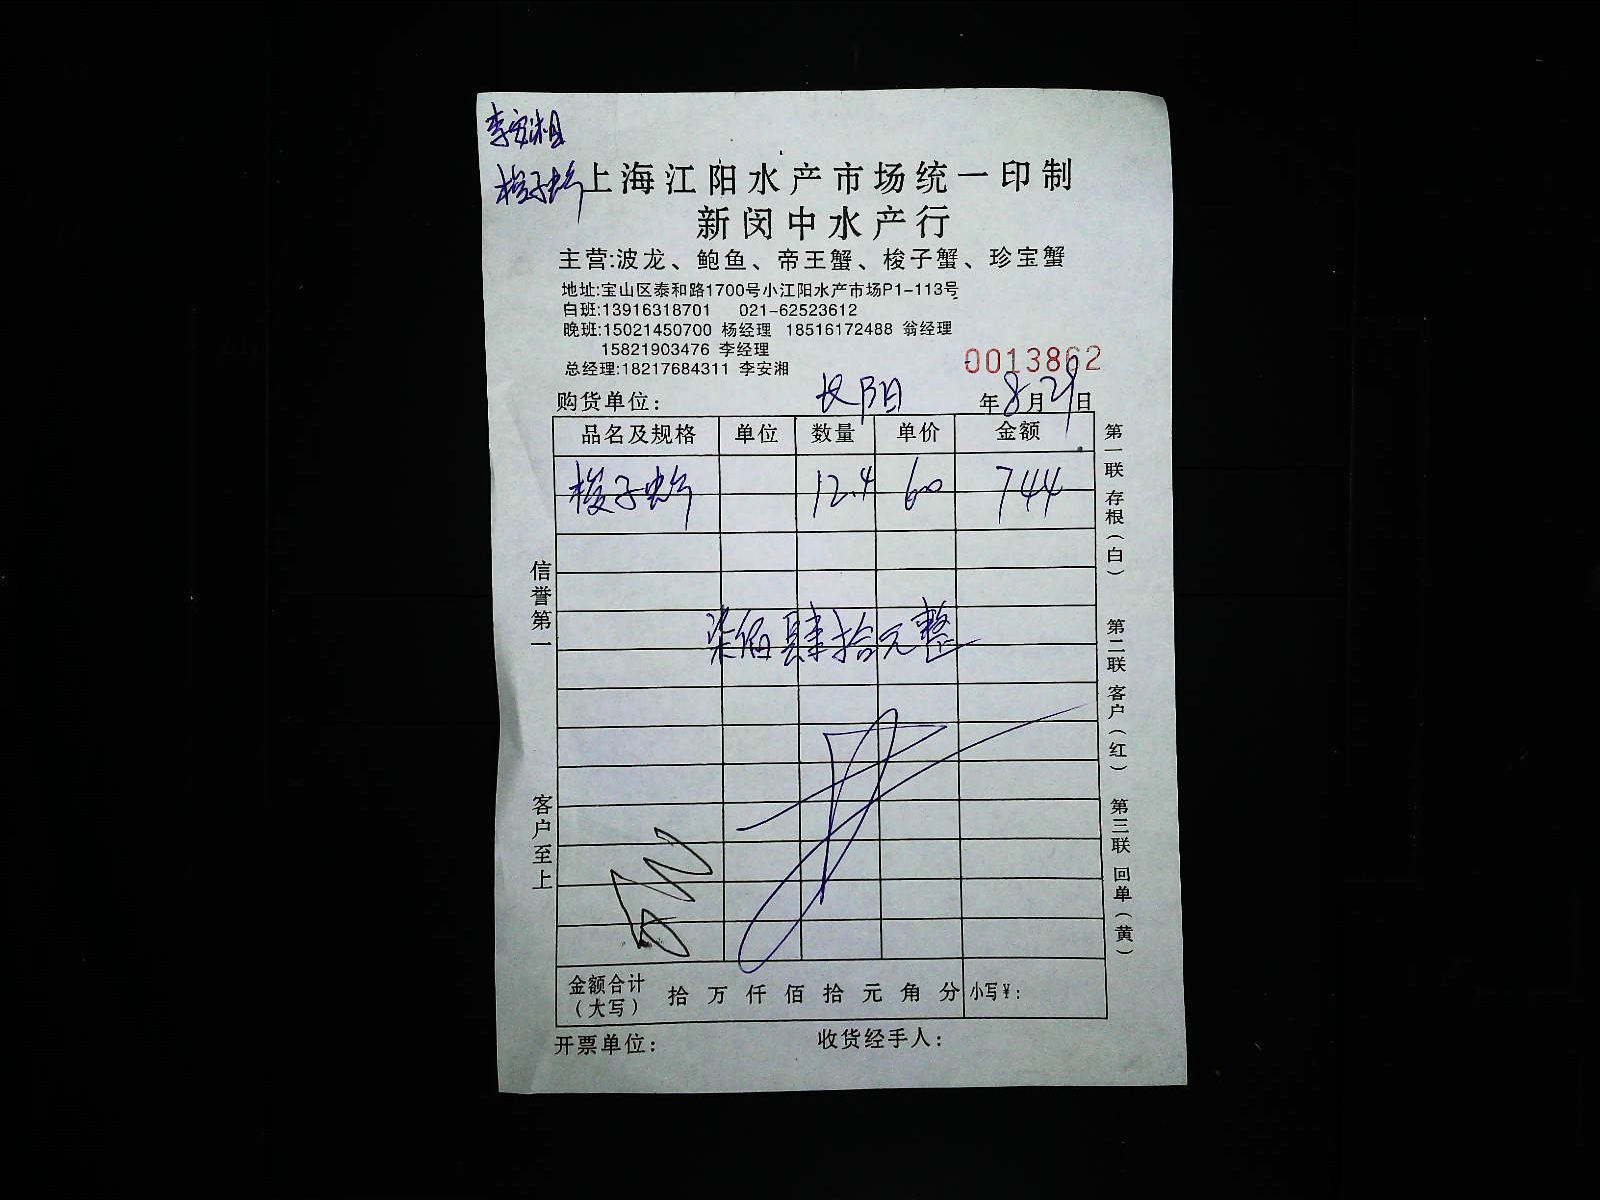 李安湘
梭子蚧
上海江阳水产市场统一印制
新闵中水产行
主营:波龙、鲍鱼、帝王蟹、梭子蟹、珍宝蟹
地址:宝山区泰和路1700号小江阳水产市场P1-113号
白班:13916318701 021-62523612
晚班:15021450700 杨经理 18516172488 翁经理
15821903476 李经理
总经理:18217684311 李安湘
0013862
购货单位: 长阳 年8月29日
品名及规格 单位 数量 单价 金额
梭子蚧 12.4 60 744
柒佰肆拾元整
金额合计(大写) 拾 万 仟 佰 拾 元 角 分 小写¥:
开票单位: 收货经手人:
信誉第一
客户至上
第一联 存根(白)
第二联 客户(红)
第三联 回单(黄)